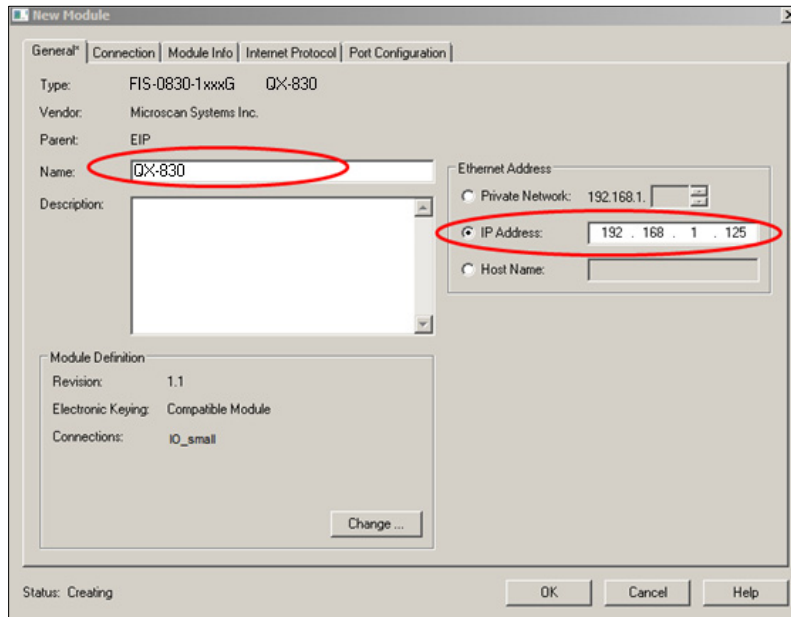 New Module
General* Connection Module Info Internet Protocol Port Configuration
Type: FIS-0830-1xxxG QX-830
Vendor: Microscan Systems Inc.
Parent: EIP
Name: QX-830
Description:
Ethernet Address
Private Network: 192.168.1.
IP Address: 192 . 168 . 1 . 125
Host Name:
Module Definition
Revision: 1.1
Electronic Keying: Compatible Module
Connections: IO_small
Change ...
Status: Creating
OK Cancel Help